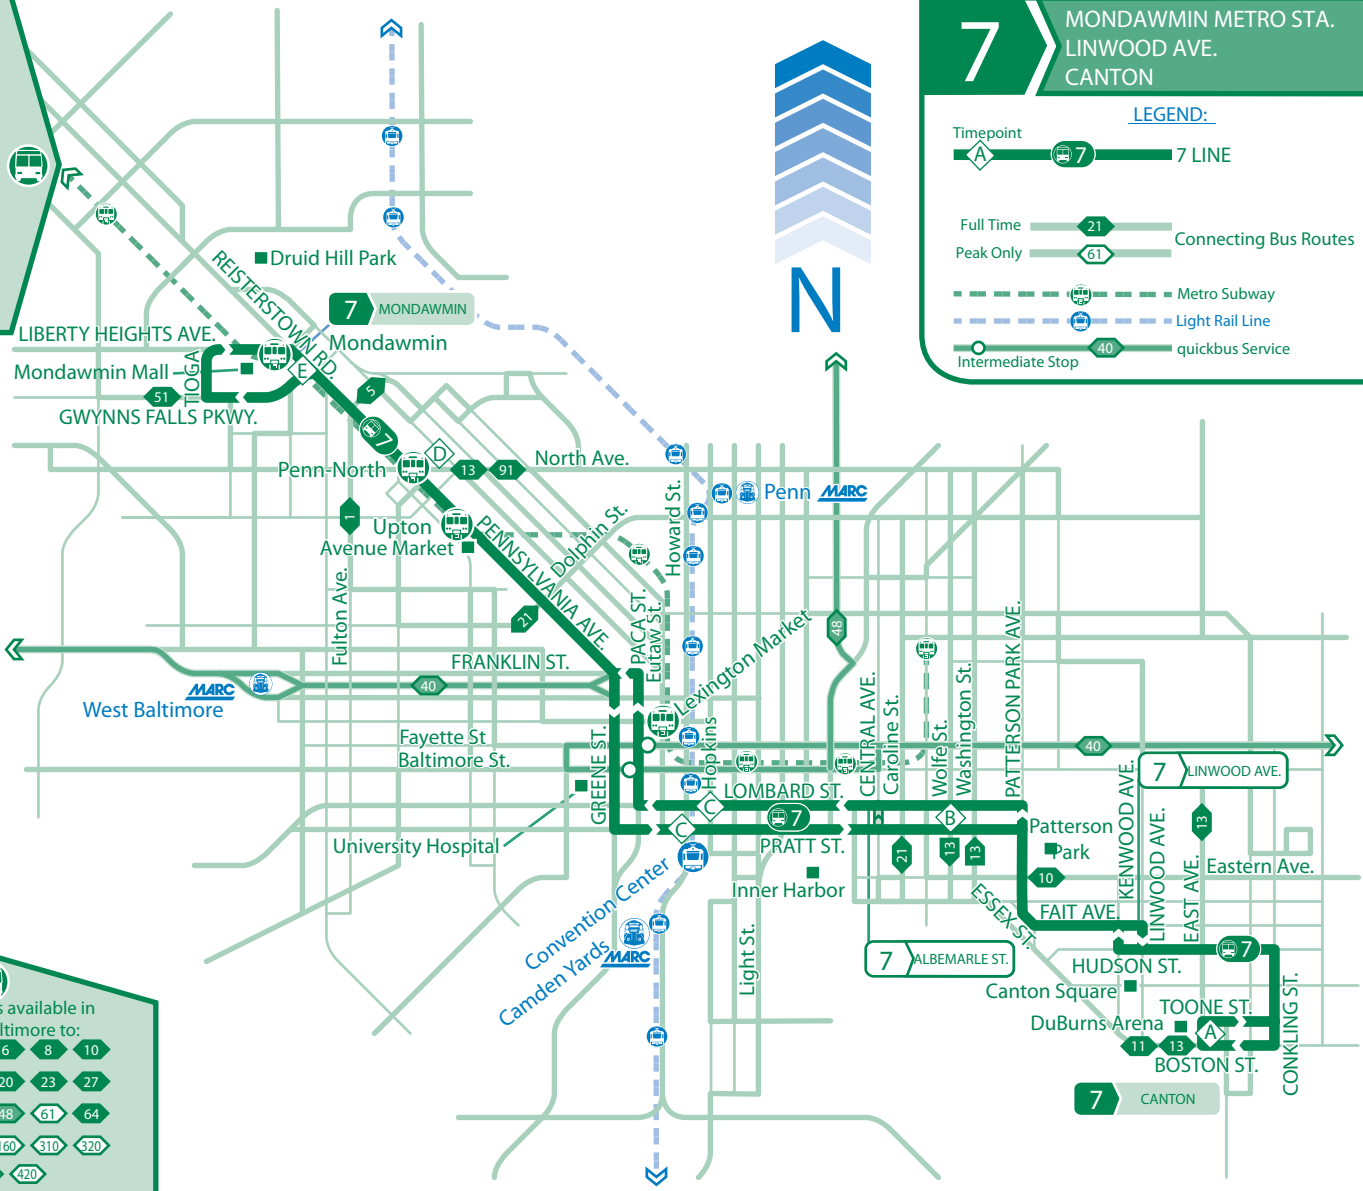 7
MONDAWMIN METRO STA.
LINWOOD AVE.
CANTON
LEGEND:
Timepoint
A
7
7 LINE
Full Time
21
Peak Only
61
Connecting Bus Routes
Metro Subway
Light Rail Line
40
quickbus Service
Intermediate Stop
N
Druid Hill Park
REISTERSTOWN RD.
7
MONDAWMIN
Mondawmin
LIBERTY HEIGHTS AVE.
TIOGA
Mondawmin Mall
E
51
GWYNNS FALLS PKWY.
5
7
D
Penn-North
13
91
North Ave.
1
Upton
Avenue Market
PENNSYLVANIA AVE.
Dolphin St.
Howard St.
Penn
MARC
Fulton Ave.
21
PACA ST.
Eutaw St.
Lexington Market
48
FRANKLIN ST.
40
MARC
West Baltimore
Fayette St
Baltimore St.
GREENE ST.
Hopkins
CENTRAL AVE.
Caroline St.
Wolfe St.
Washington St.
PATTERSON PARK AVE.
40
7
LINWOOD AVE.
University Hospital
C
LOMBARD ST.
C
7
PRATT ST.
B
21
13
13
Patterson
Park
KENWOOD AVE.
LINWOOD AVE.
EAST AVE.
13
Eastern Ave.
10
Inner Harbor
Convention Center
Camden Yards
MARC
Light St.
ESSEX ST.
FAIT AVE.
7
ALBEMARLE ST.
7
HUDSON ST.
Canton Square
TOONE ST.
DuBurns Arena
A
11
13
BOSTON ST.
CONKLING ST.
7
CANTON
s available in
ltimore to:
6
8
10
20
23
27
48
61
64
160
310
320
420